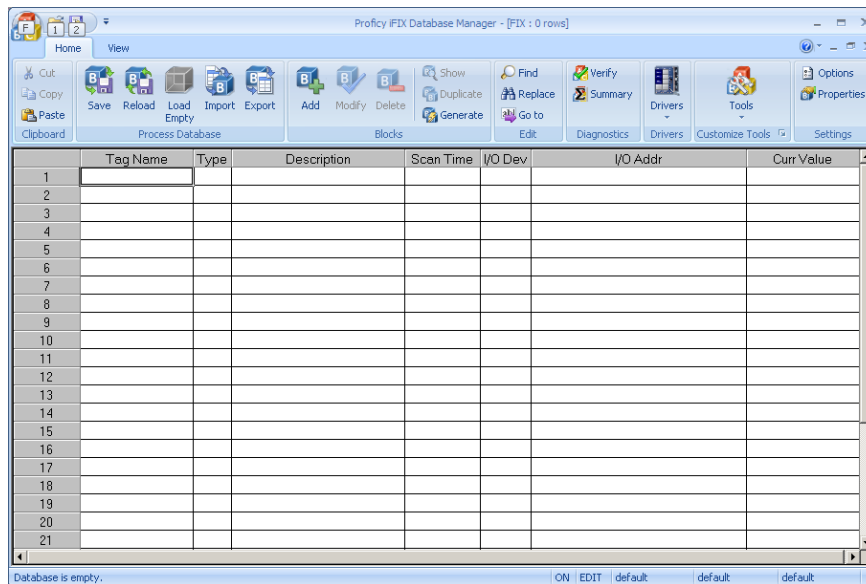 Proficy iFIX Database Manager - [FIX : 0 rows]
F 1 2
Home View
Cut
Copy
Paste
Clipboard
Save Reload Load Empty Import Export
Process Database
Add Modify Delete
Show
Duplicate
Generate
Blocks
Find
Replace
Go to
Edit
Verify
Summary
Diagnostics
Drivers
Drivers
Tools
Customize Tools
Options
Properties
Settings
Tag Name Type Description Scan Time I/O Dev I/O Addr Curr Value
1
2
3
4
5
6
7
8
9
10
11
12
13
14
15
16
17
18
19
20
21
Database is empty. ON EDIT default default default